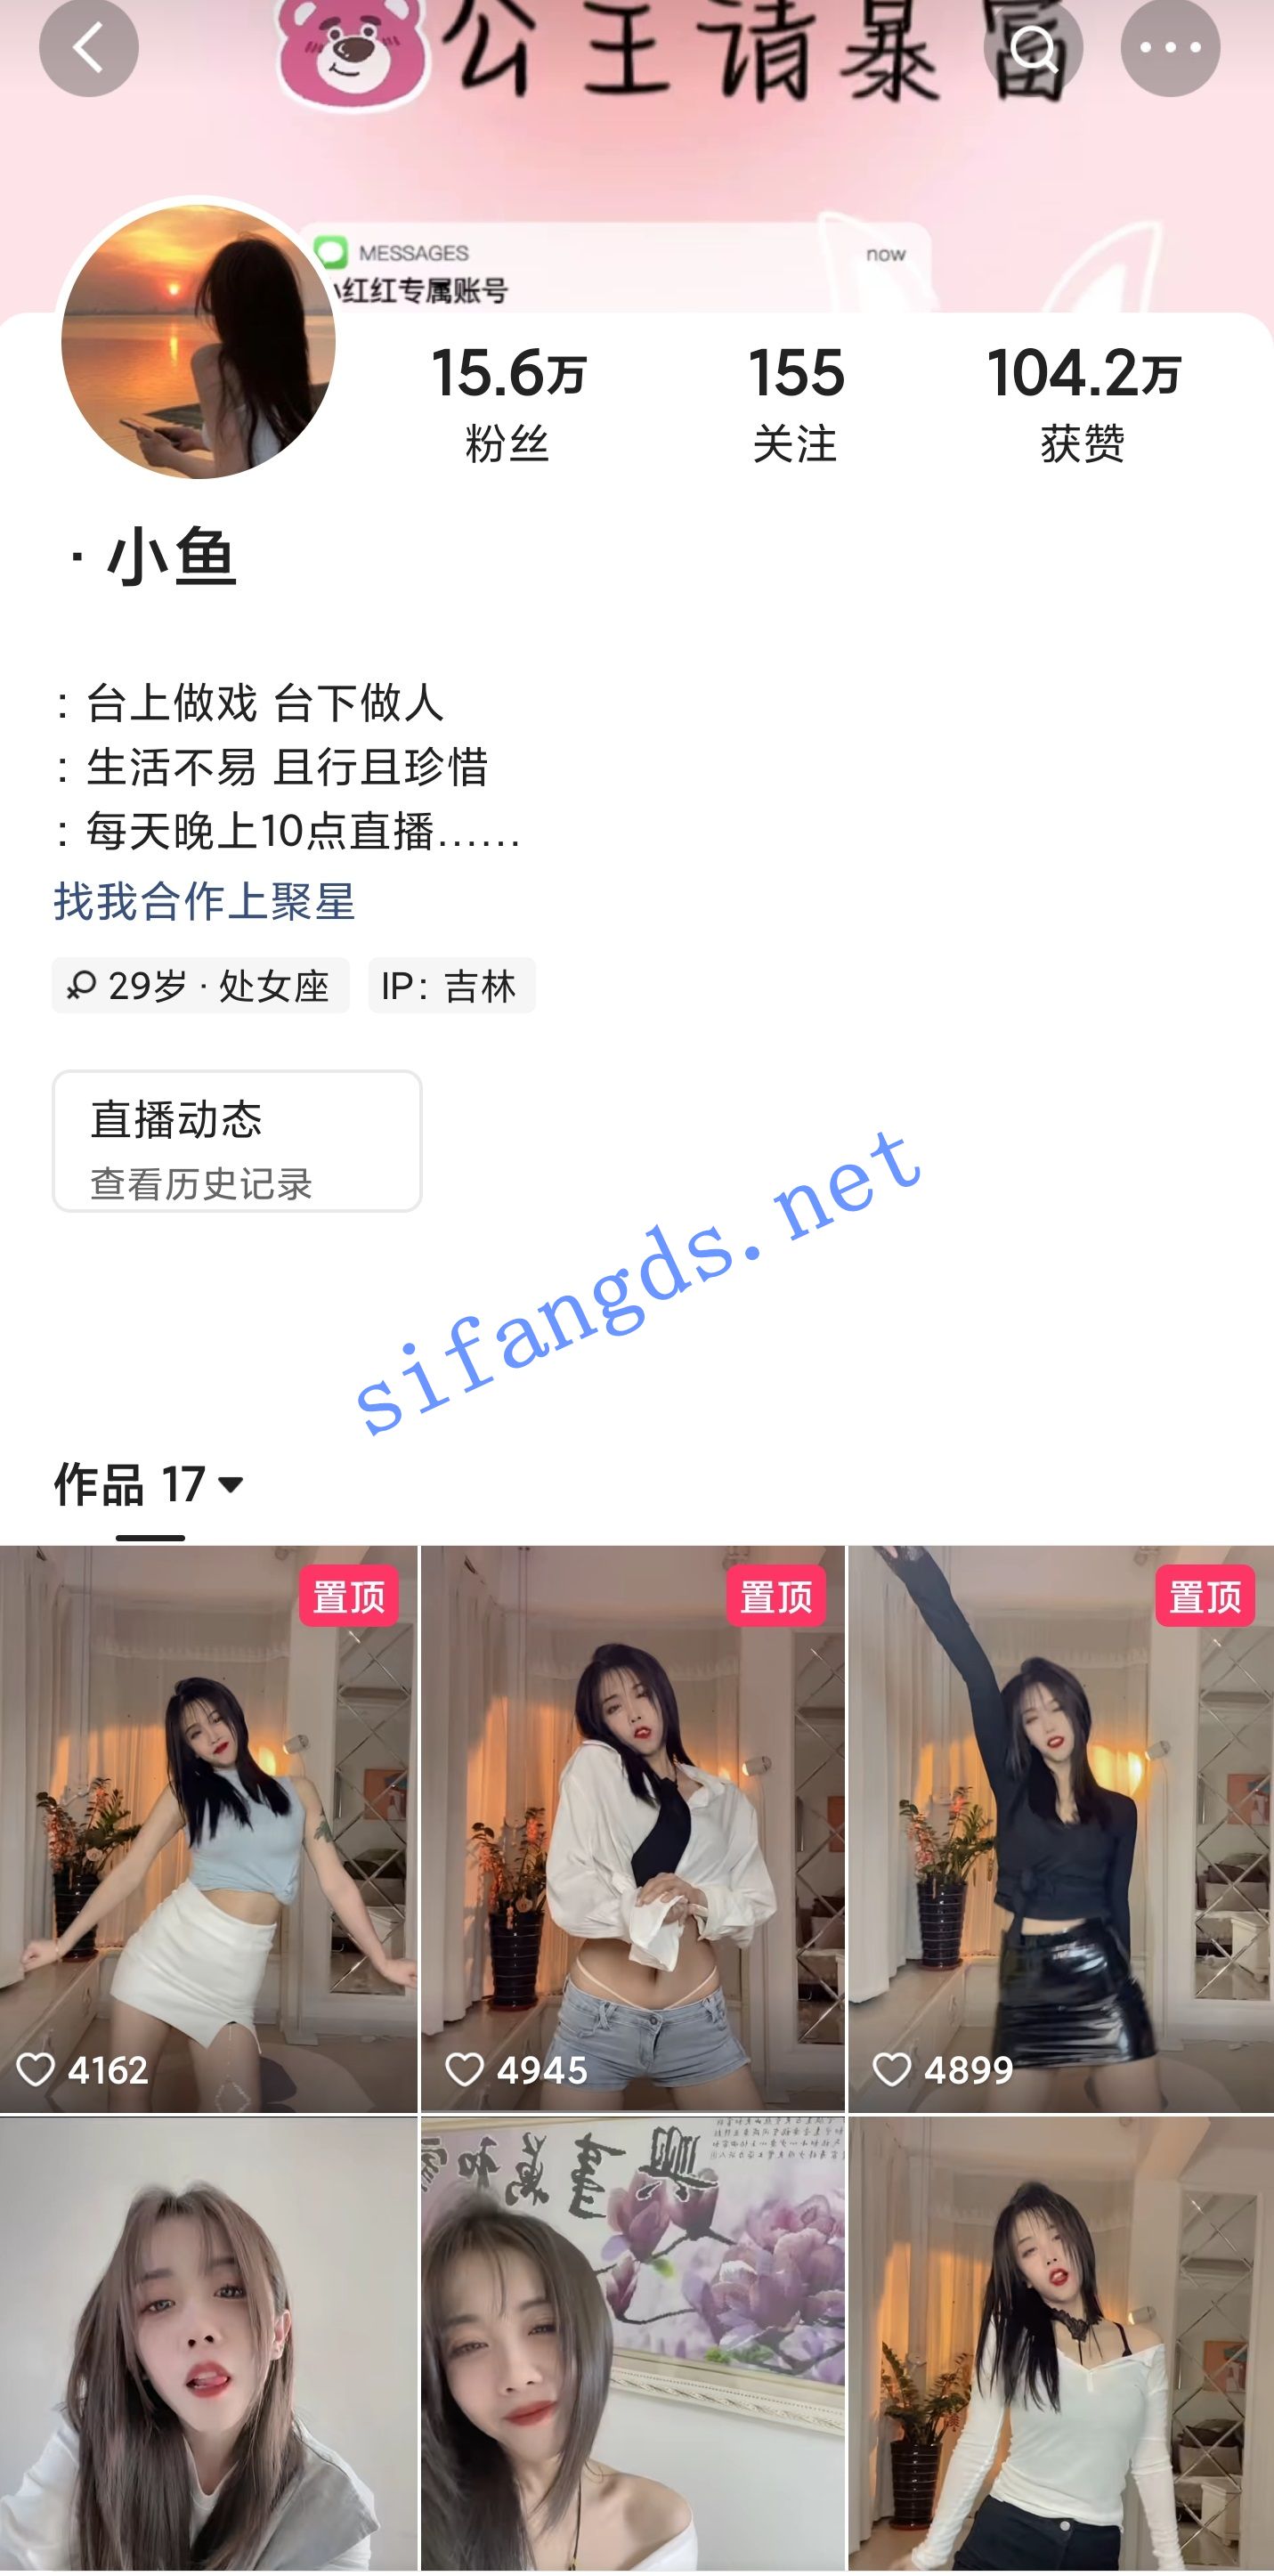 公主请暴富
MESSAGES
now
小红红专属账号
15.6万
155
104.2万
粉丝
关注
获赞
· 小鱼
: 台上做戏 台下做人
: 生活不易 且行且珍惜
: 每天晚上10点直播……
找我合作上聚星
29岁 · 处女座
IP: 吉林
直播动态
查看历史记录
sifangds.net
作品 17
置顶
置顶
置顶
4162
4945
4899
家和萬事興